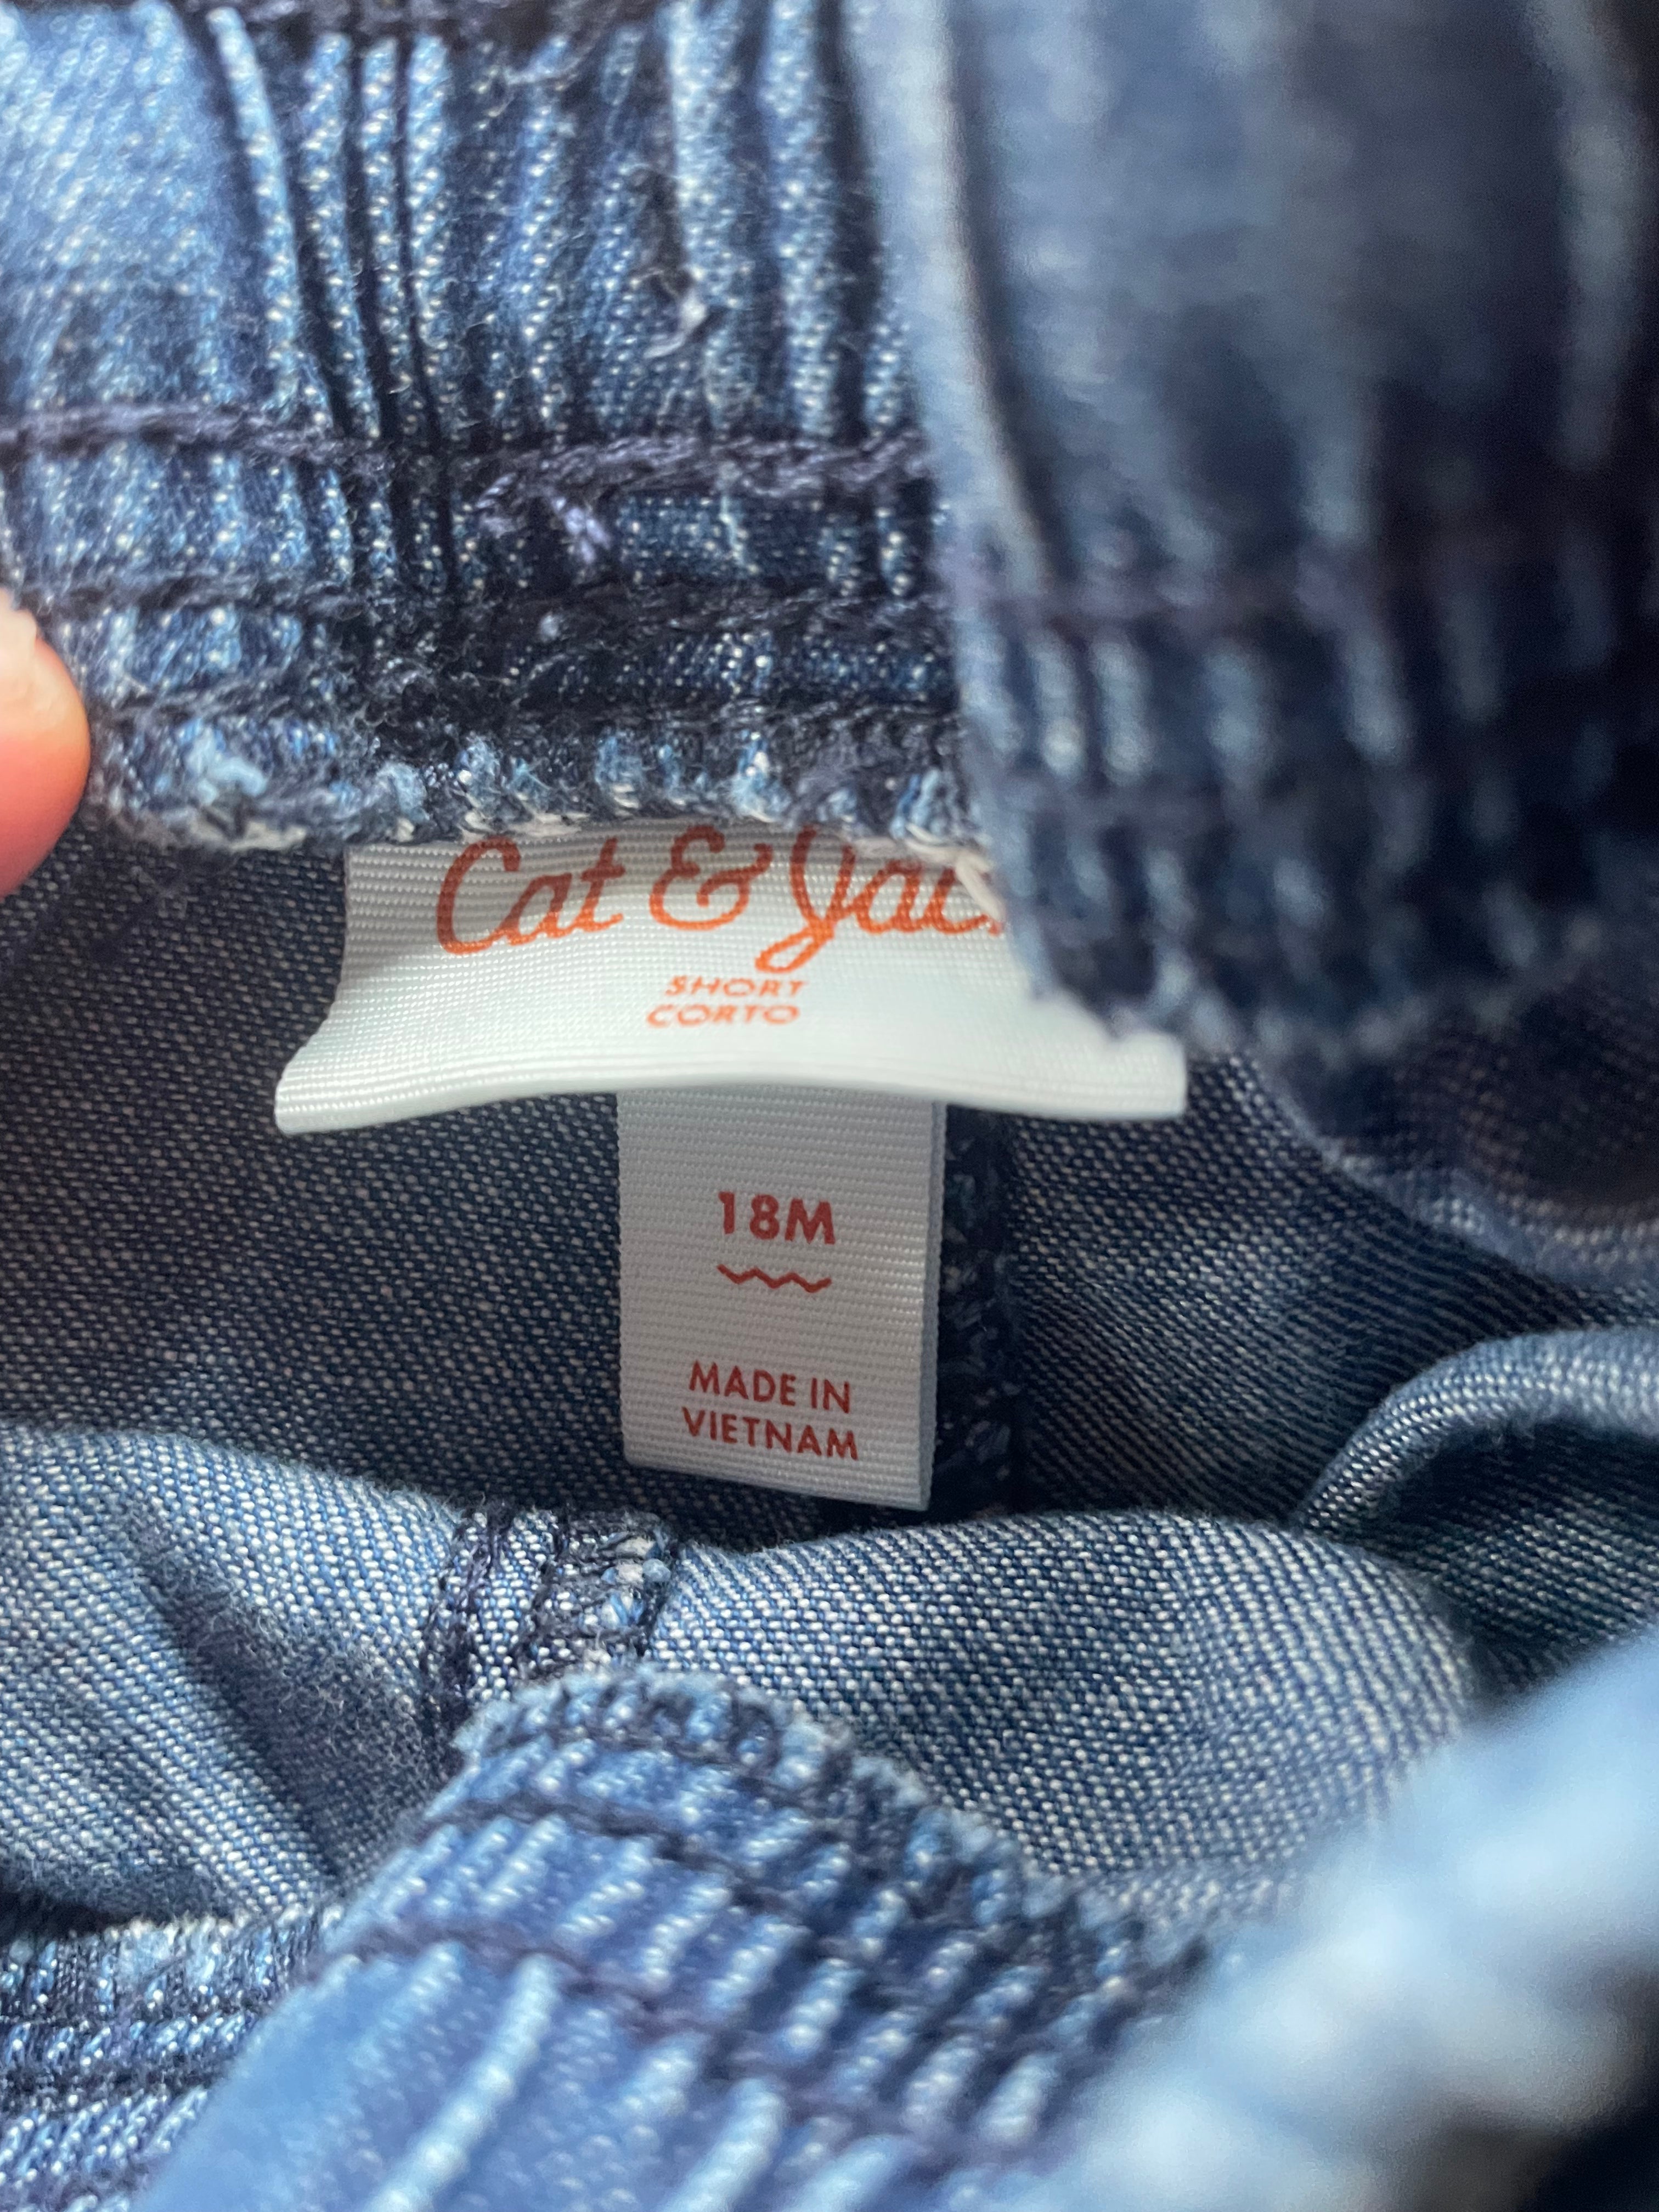 Cat & Jac
SHORT
CORTO
18M
MADE IN
VIETNAM